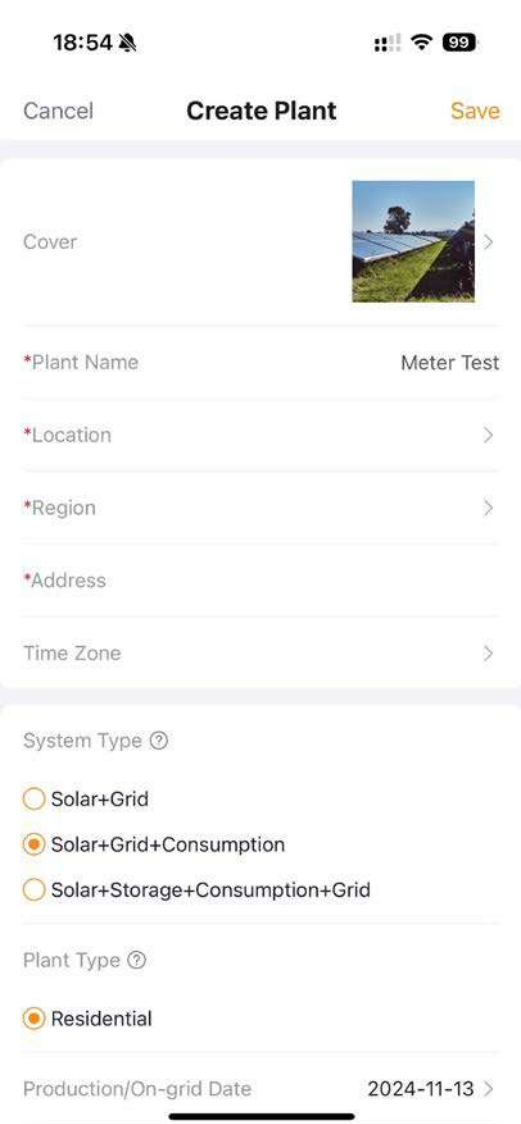 18:54
99
Cancel
Create Plant
Save
Cover
*Plant Name
Meter Test
*Location
*Region
*Address
Time Zone
System Type ?
Solar+Grid
Solar+Grid+Consumption
Solar+Storage+Consumption+Grid
Plant Type ?
Residential
Production/On-grid Date
2024-11-13